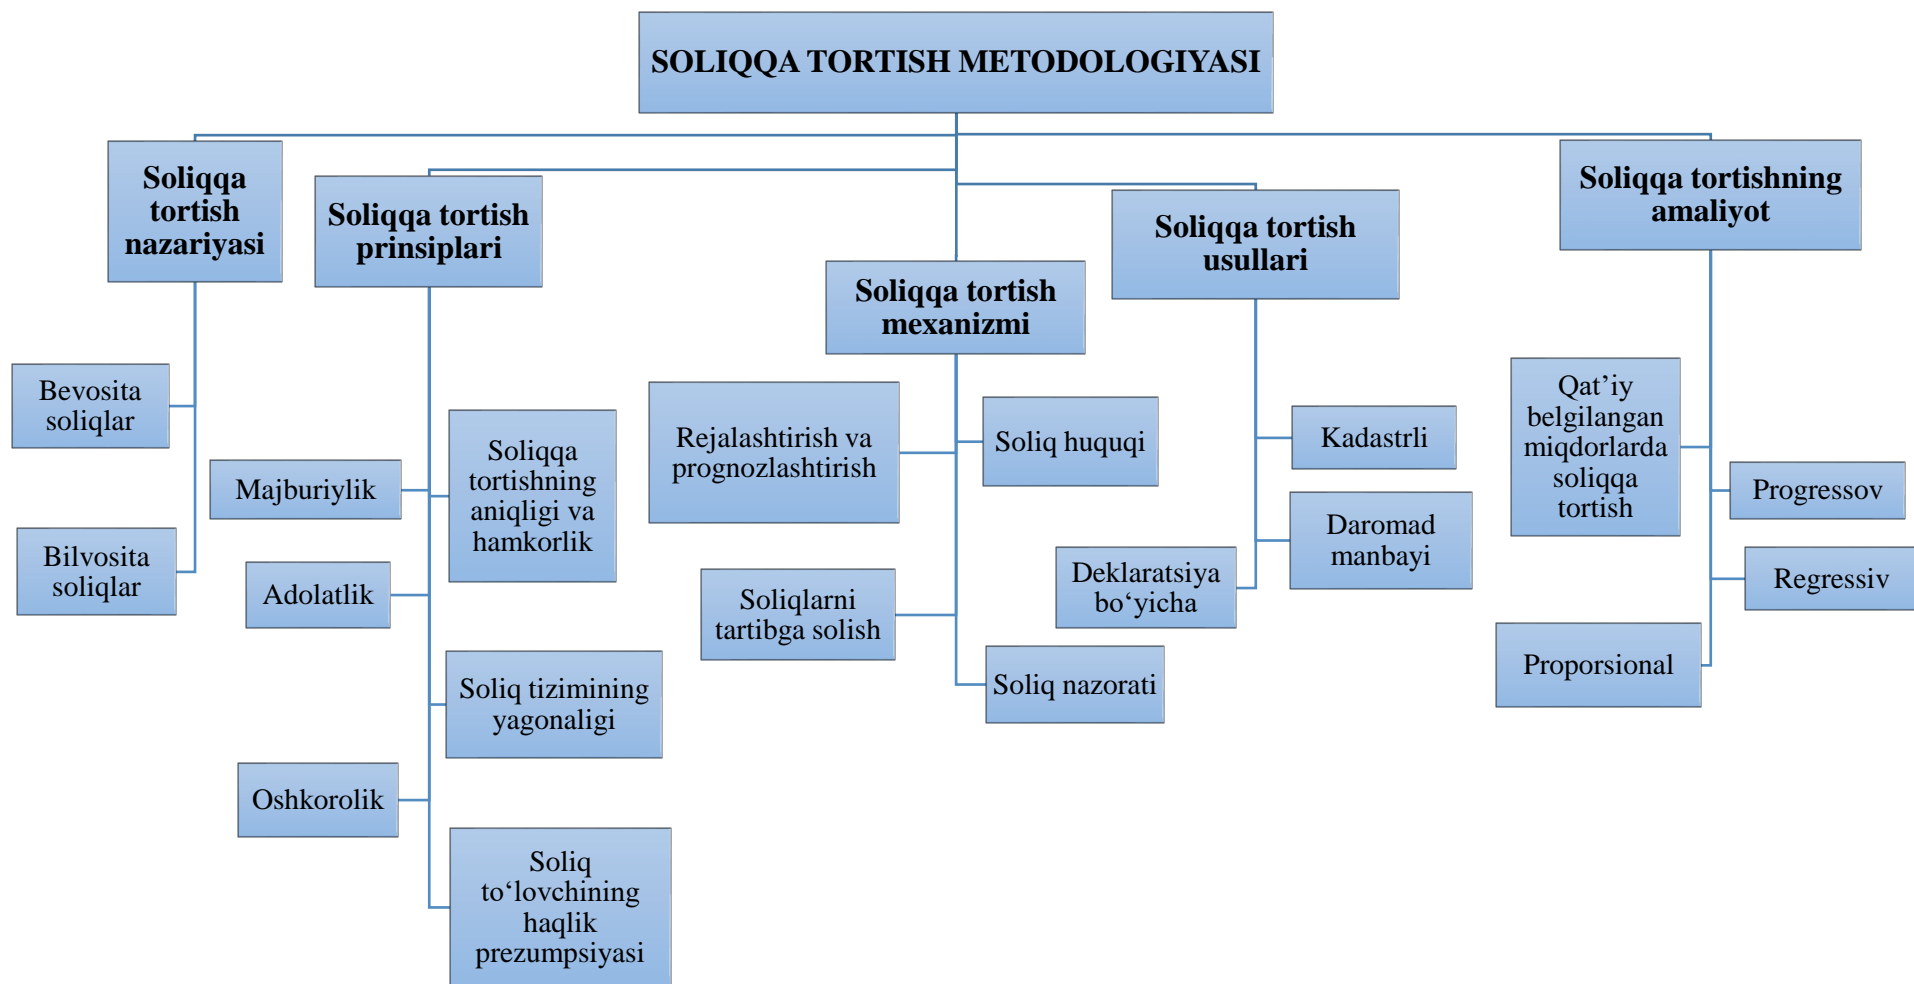 SOLIQQA TORTISH METODOLOGIYASI
Soliqqa
tortish
nazariyasi
Bevosita
soliqlar
Bilvosita
soliqlar
Soliqqa tortish
prinsiplari
Majburiylik
Soliqqa
tortishning
aniqligi va
hamkorlik
Adolatlik
Soliq tizimining
yagonaligi
Oshkorolik
Soliq
to‘lovchining
haqlik
prezumpsiyasi
Soliqqa tortish
mexanizmi
Rejalashtirish va
prognozlashtirish
Soliq huquqi
Soliqlarni
tartibga solish
Soliq nazorati
Soliqqa tortish
usullari
Kadastrli
Daromad
manbayi
Deklaratsiya
bo‘yicha
Soliqqa tortishning
amaliyot
Qat’iy
belgilangan
miqdorlarda
soliqqa
tortish
Progressov
Regressiv
Proporsional